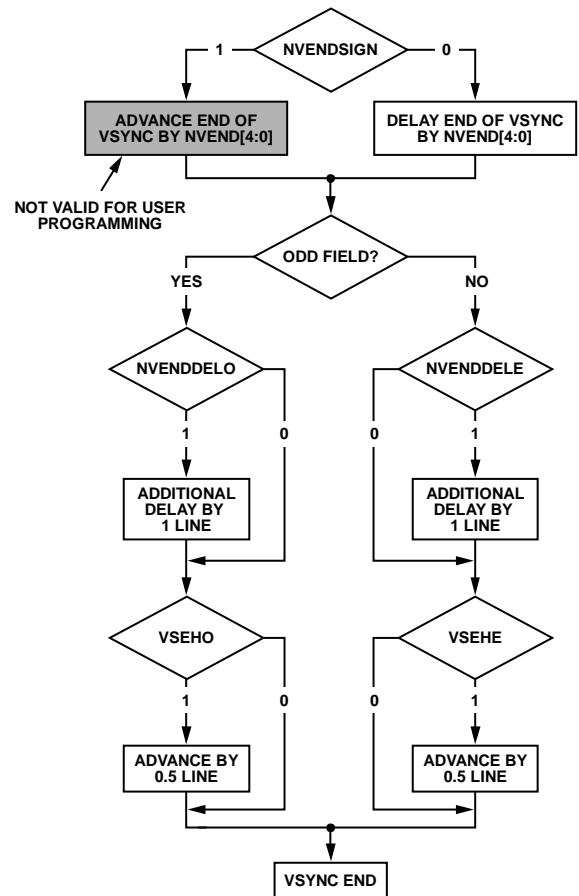 NVENDSIGN
1
0
ADVANCE END OF
VSYNC BY NVEND[4:0]
DELAY END OF VSYNC
BY NVEND[4:0]
NOT VALID FOR USER
PROGRAMMING
ODD FIELD?
YES
NO
NVENDDELO
NVENDDELE
1
0
0
1
ADDITIONAL
DELAY BY
1 LINE
ADDITIONAL
DELAY BY
1 LINE
VSEHO
VSEHE
1
0
0
1
ADVANCE BY
0.5 LINE
ADVANCE BY
0.5 LINE
VSYNC END